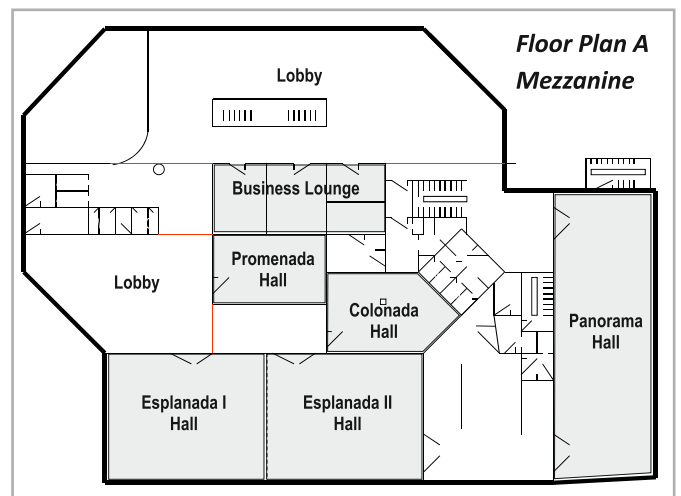 Floor Plan A
Mezzanine
Lobby
Business Lounge
Promenada
Hall
Lobby
Colonada
Hall
Panorama
Hall
Esplanada I
Hall
Esplanada II
Hall